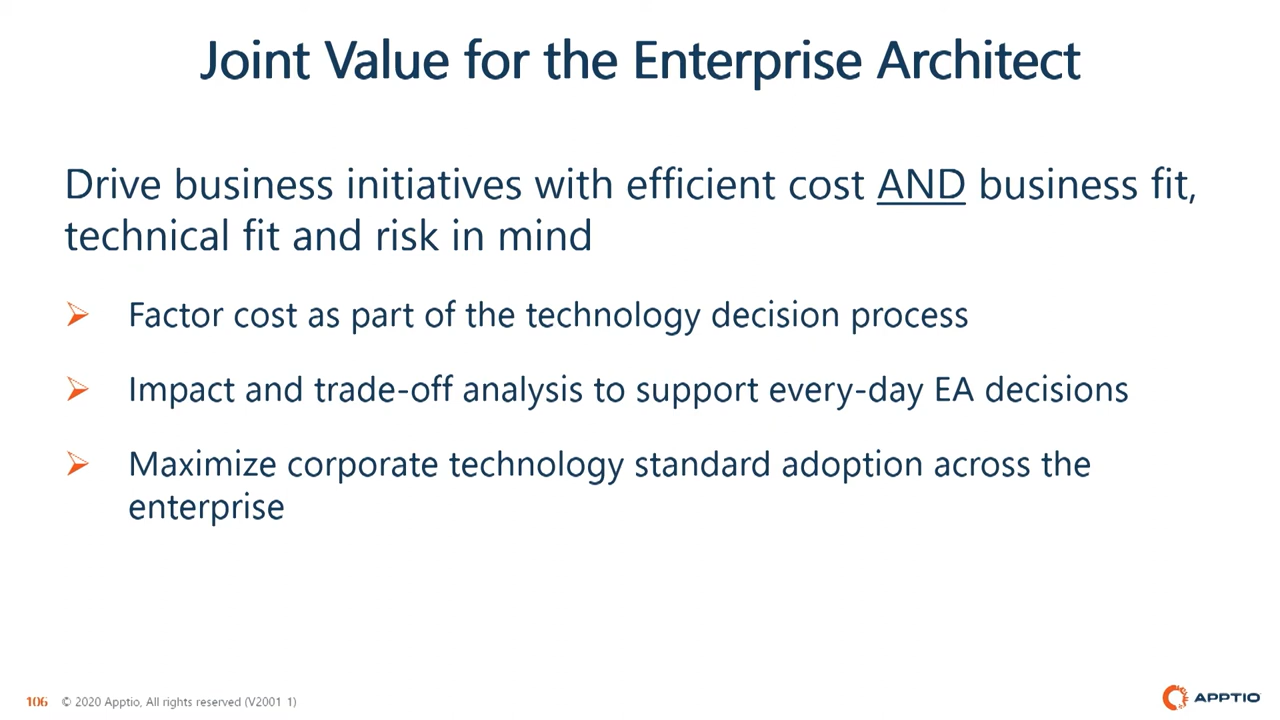 Joint Value for the Enterprise Architect
Drive business initiatives with efficient cost AND business fit,
technical fit and risk in mind
Factor cost as part of the technology decision process
Impact and trade-off analysis to support every-day EA decisions
Maximize corporate technology standard adoption across the
enterprise
106 © 2020 Apptio, All rights reserved (V2001 1)
APPTIO